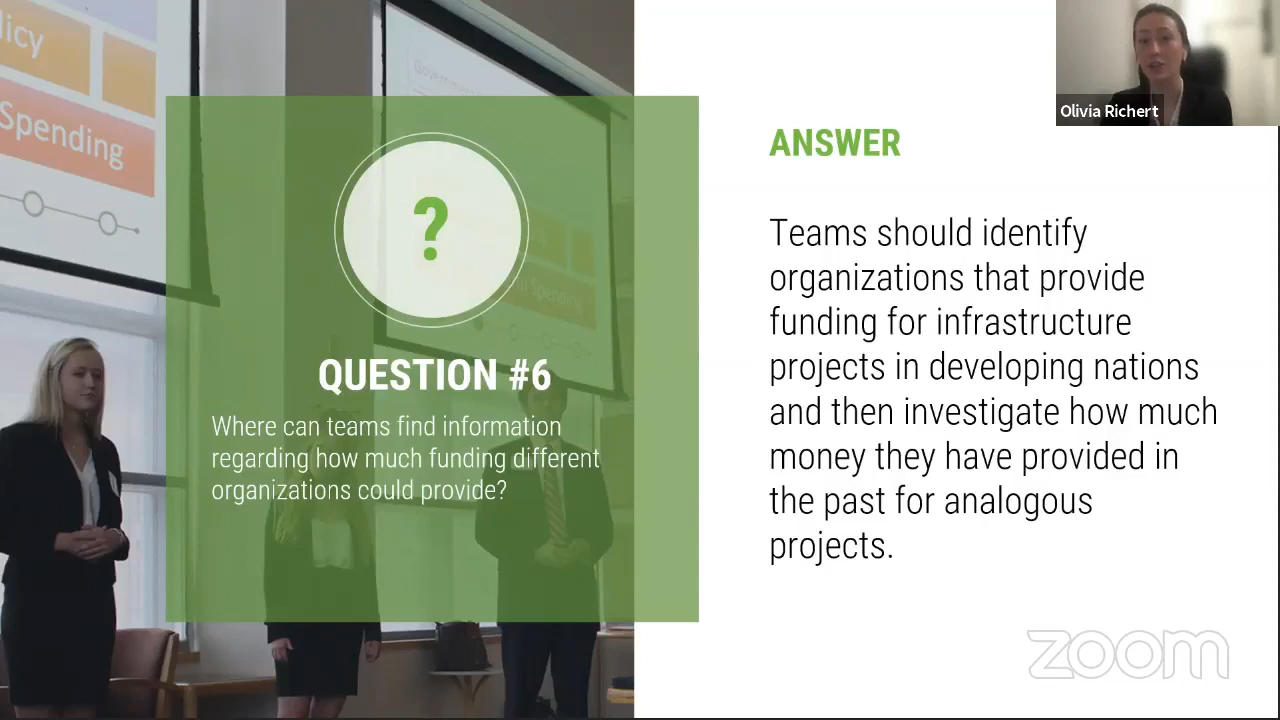 licy
Spending
Government
Spending
?
QUESTION #6
Where can teams find information
regarding how much funding different
organizations could provide?
Olivia Richert
ANSWER
Teams should identify
organizations that provide
funding for infrastructure
projects in developing nations
and then investigate how much
money they have provided in
the past for analogous
projects.
zoom